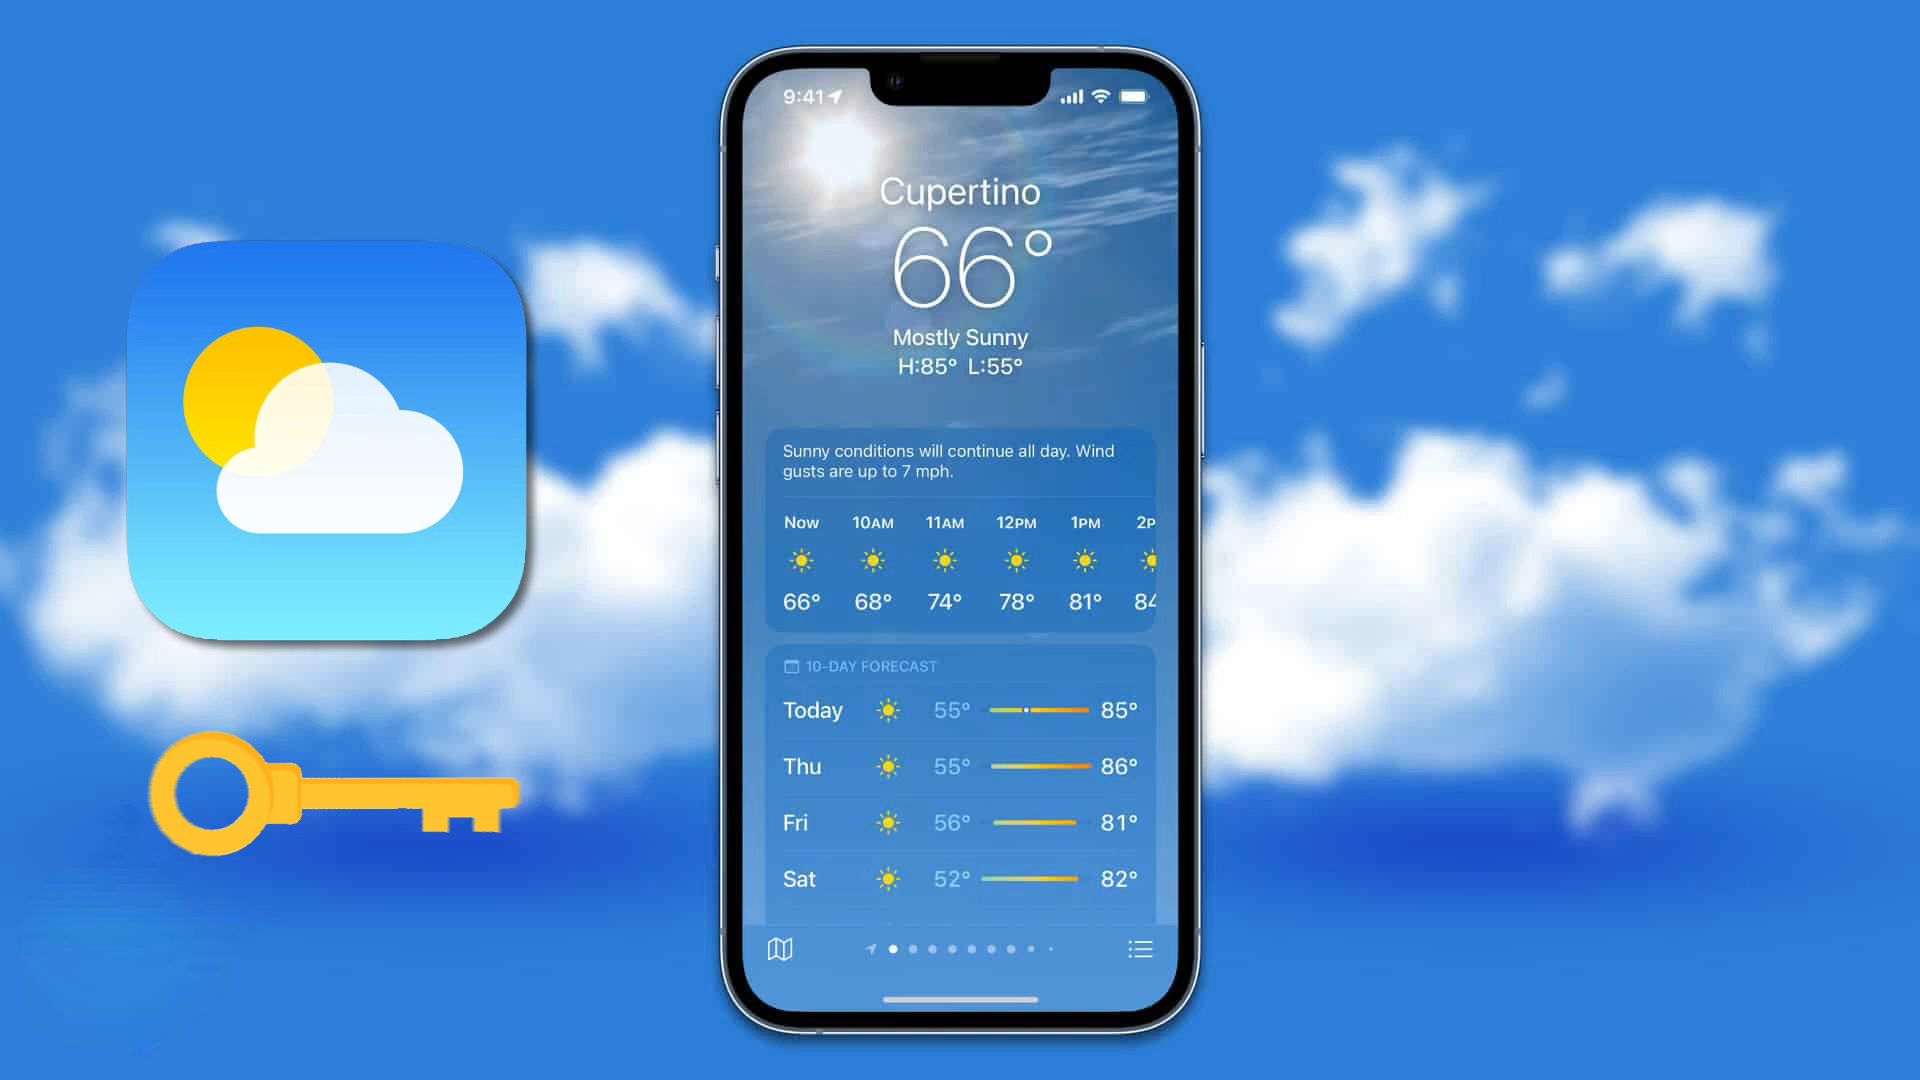 9:41
Cupertino
66°
Mostly Sunny
H:85° L:55°
Sunny conditions will continue all day. Wind
gusts are up to 7 mph.
Now 10AM 11AM 12PM 1PM 2P
66° 68° 74° 78° 81° 84
10-DAY FORECAST
Today 55° 85°
Thu 55° 86°
Fri 56° 81°
Sat 52° 82°